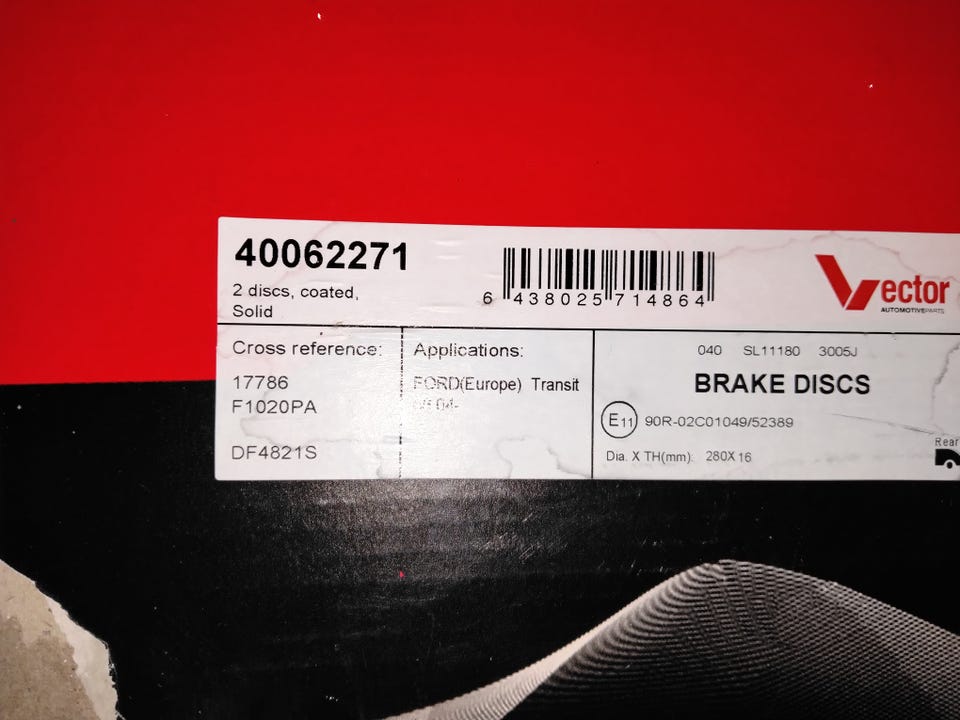 40062271
2 discs, coated,
Solid
6 438025 714864
Vector
AUTOMOTIVEPARTS
Cross reference:
17786
F1020PA
DF4821S
Applications:
FORD(Europe) Transit
04-
040 SL11180 3005J
BRAKE DISCS
E11 90R-02C01049/52389
Dia. X TH(mm): 280X16
Rear